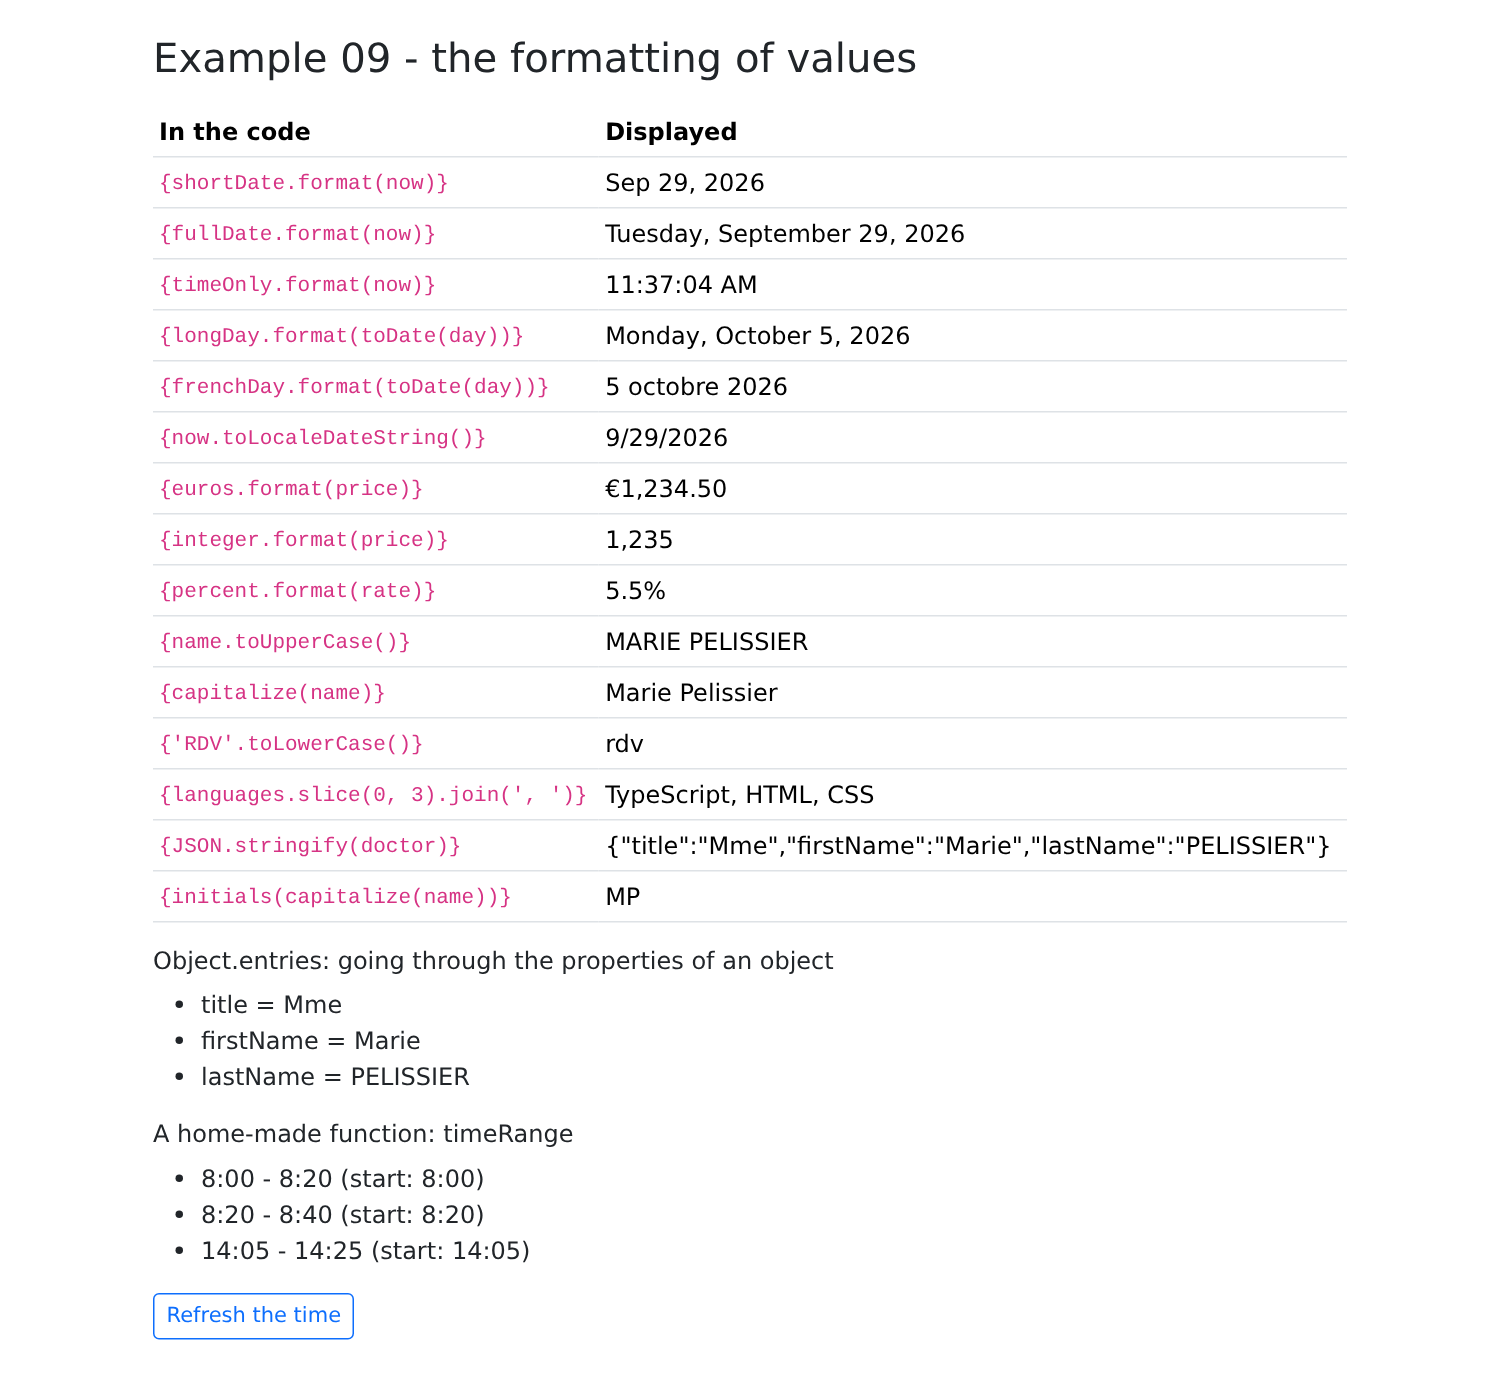 Example 09 - the formatting of values
In the code Displayed
{shortDate.format(now)} Sep 29, 2026
{fullDate.format(now)} Tuesday, September 29, 2026
{timeOnly.format(now)} 11:37:04 AM
{longDay.format(toDate(day))} Monday, October 5, 2026
{frenchDay.format(toDate(day))} 5 octobre 2026
{now.toLocaleDateString()} 9/29/2026
{euros.format(price)} €1,234.50
{integer.format(price)} 1,235
{percent.format(rate)} 5.5%
{name.toUpperCase()} MARIE PELISSIER
{capitalize(name)} Marie Pelissier
{'RDV'.toLowerCase()} rdv
{languages.slice(0, 3).join(', ')} TypeScript, HTML, CSS
{JSON.stringify(doctor)} {"title":"Mme","firstName":"Marie","lastName":"PELISSIER"}
{initials(capitalize(name))} MP
Object.entries: going through the properties of an object
• title = Mme
• firstName = Marie
• lastName = PELISSIER
A home-made function: timeRange
• 8:00 - 8:20 (start: 8:00)
• 8:20 - 8:40 (start: 8:20)
• 14:05 - 14:25 (start: 14:05)
Refresh the time